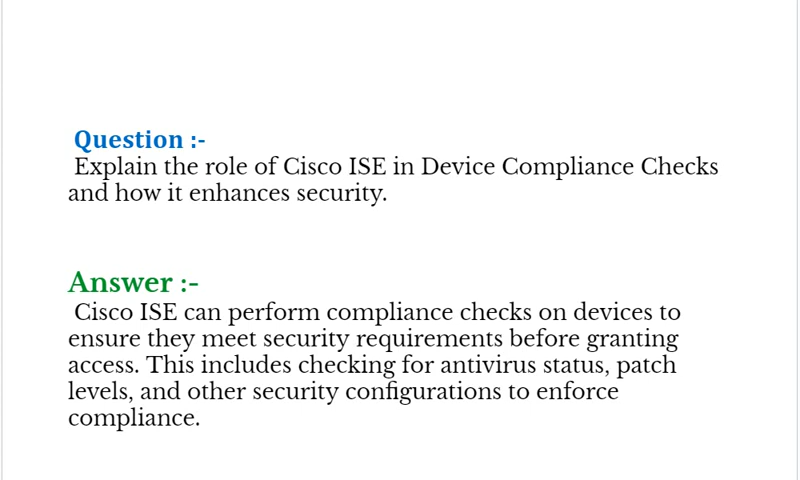 Question :-
Explain the role of Cisco ISE in Device Compliance Checks
and how it enhances security.
Answer :-
Cisco ISE can perform compliance checks on devices to
ensure they meet security requirements before granting
access. This includes checking for antivirus status, patch
levels, and other security configurations to enforce
compliance.